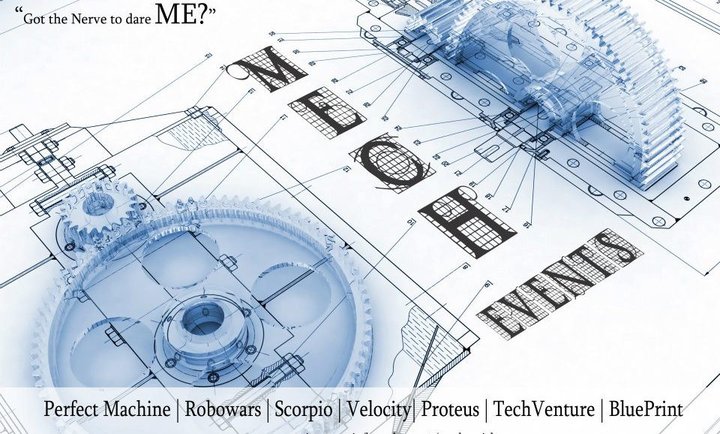 “Got the Nerve to dare ME?”
MECH
EVENTS
Perfect Machine | Robowars | Scorpio | Velocity| Proteus | TechVenture | BluePrint